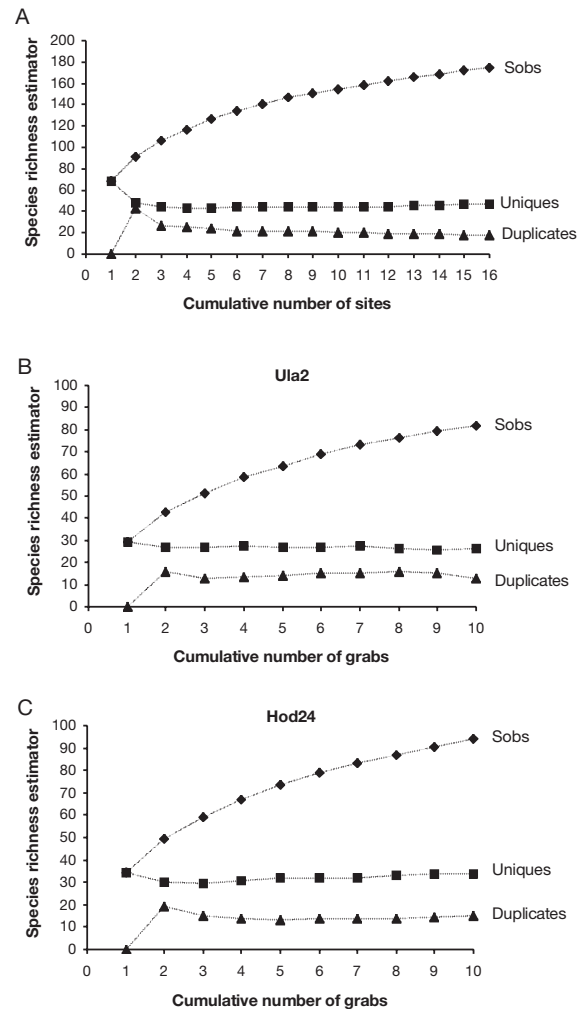 A
200
180
160
140
120
100
80
60
40
20
0
Species richness estimator
Sobs
Uniques
Duplicates
0 1 2 3 4 5 6 7 8 9 10 11 12 13 14 15 16
Cumulative number of sites
B
Ula2
100
90
80
70
60
50
40
30
20
10
0
Species richness estimator
Sobs
Uniques
Duplicates
0 1 2 3 4 5 6 7 8 9 10
Cumulative number of grabs
C
Hod24
100
90
80
70
60
50
40
30
20
10
0
Species richness estimator
Sobs
Uniques
Duplicates
0 1 2 3 4 5 6 7 8 9 10
Cumulative number of grabs